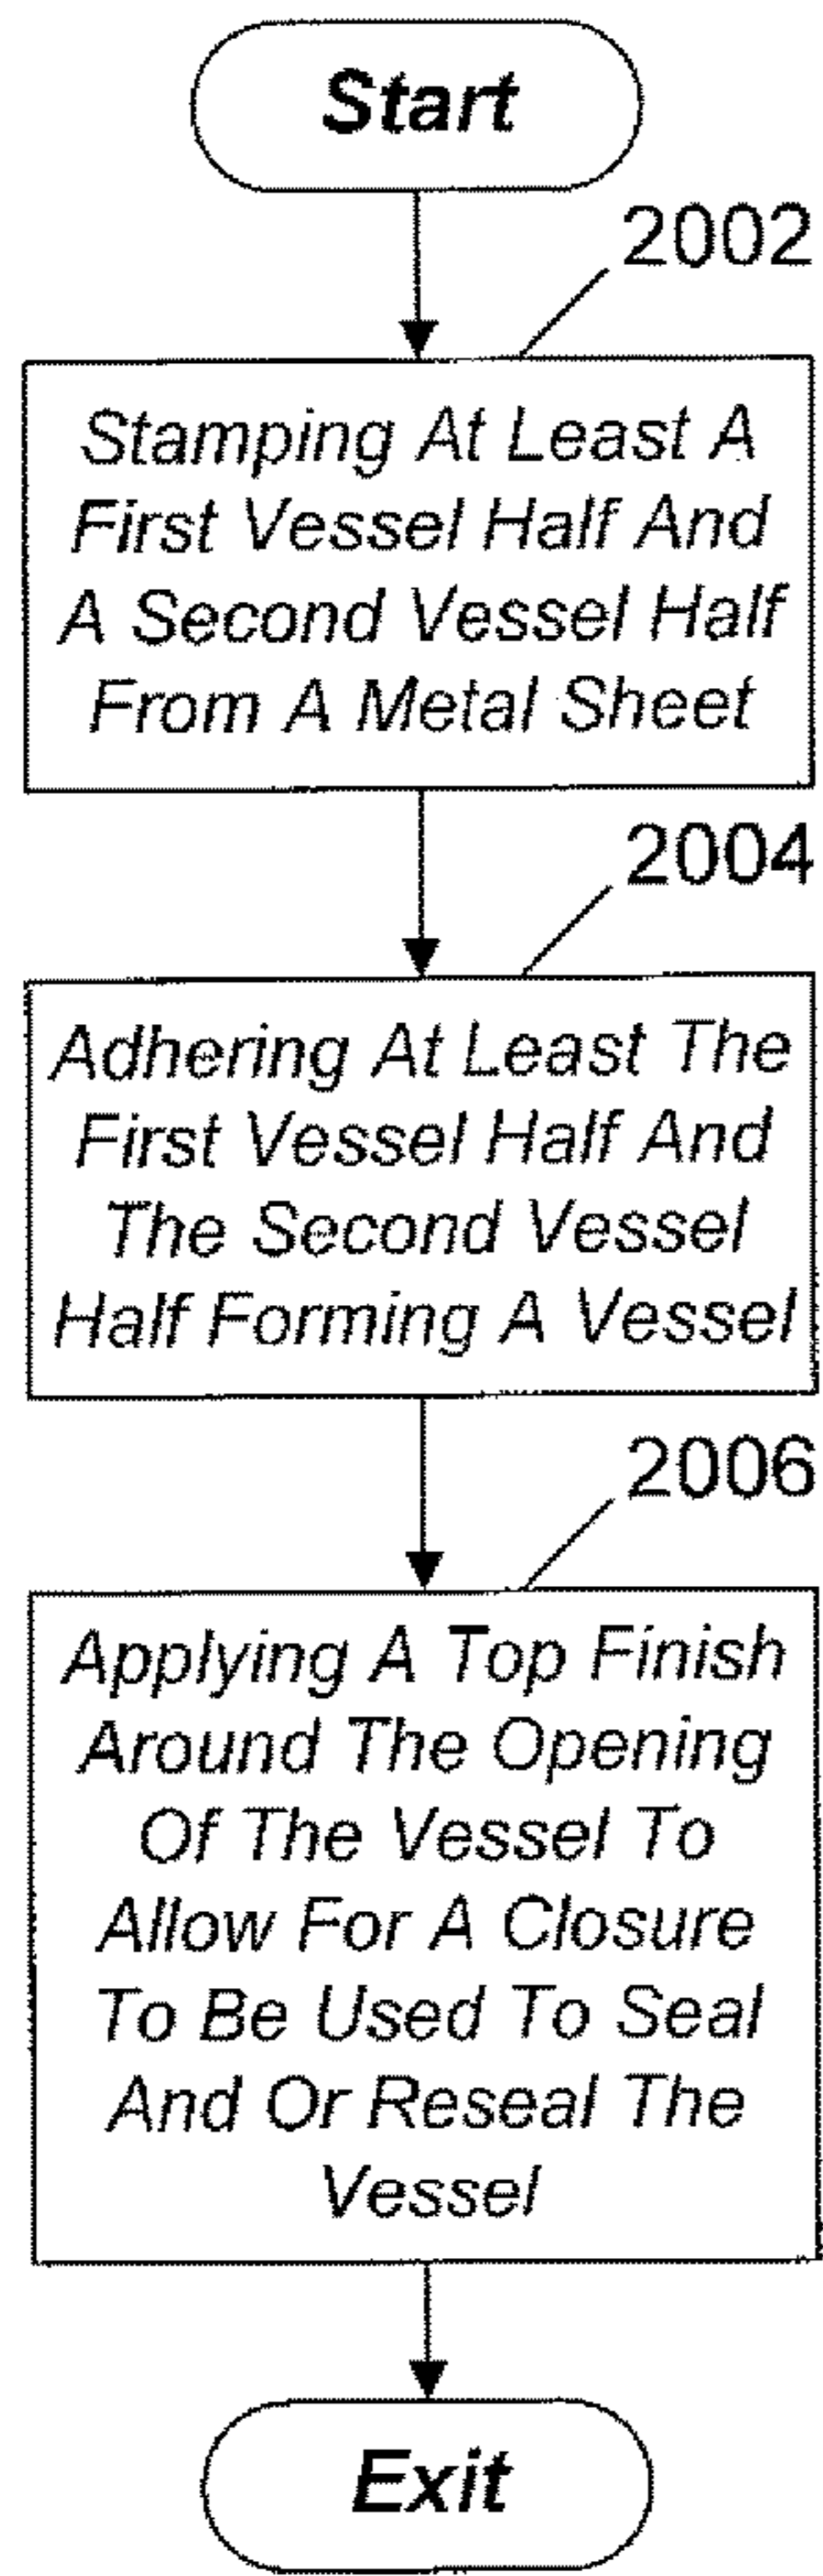 Start
2002
Stamping At Least A
First Vessel Half And
A Second Vessel Half
From A Metal Sheet
2004
Adhering At Least The
First Vessel Half And
The Second Vessel
Half Forming A Vessel
2006
Applying A Top Finish
Around The Opening
Of The Vessel To
Allow For A Closure
To Be Used To Seal
And Or Reseal The
Vessel
Exit